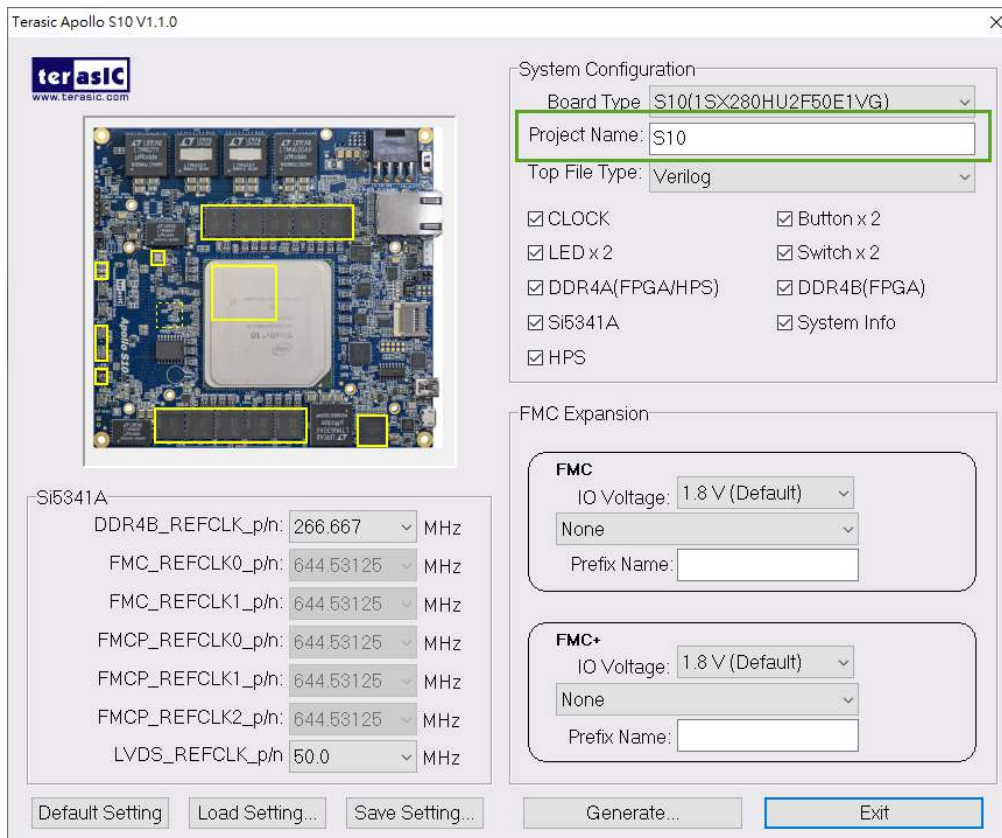 Terasic Apollo S10 V1.1.0
terasIC
www.terasic.com
Apollo S10
System Configuration
Board Type S10(1SX280HU2F50E1VG)
Project Name: S10
Top File Type: Verilog
CLOCK
Button x 2
LED x 2
Switch x 2
DDR4A(FPGA/HPS)
DDR4B(FPGA)
Si5341A
System Info
HPS
Si5341A
DDR4B_REFCLK_p/n: 266.667 MHz
FMC_REFCLK0_p/n: 644.53125 MHz
FMC_REFCLK1_p/n: 644.53125 MHz
FMCP_REFCLK0_p/n: 644.53125 MHz
FMCP_REFCLK1_p/n: 644.53125 MHz
FMCP_REFCLK2_p/n: 644.53125 MHz
LVDS_REFCLK_p/n 50.0 MHz
FMC Expansion
FMC
IO Voltage: 1.8 V (Default)
None
Prefix Name:
FMC+
IO Voltage: 1.8 V (Default)
None
Prefix Name:
Default Setting
Load Setting...
Save Setting...
Generate...
Exit